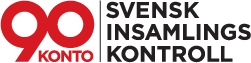 90
KONTO
SVENSK
INSAMLINGS
KONTROLL